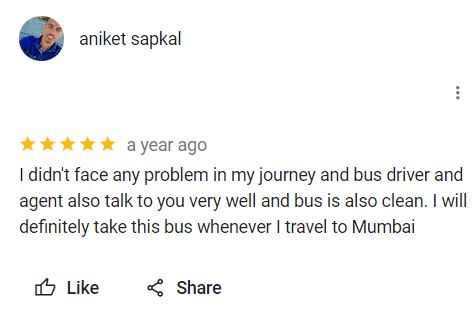 aniket sapkal
a year ago
I didn't face any problem in my journey and bus driver and
agent also talk to you very well and bus is also clean. I will
definitely take this bus whenever I travel to Mumbai
Like Share